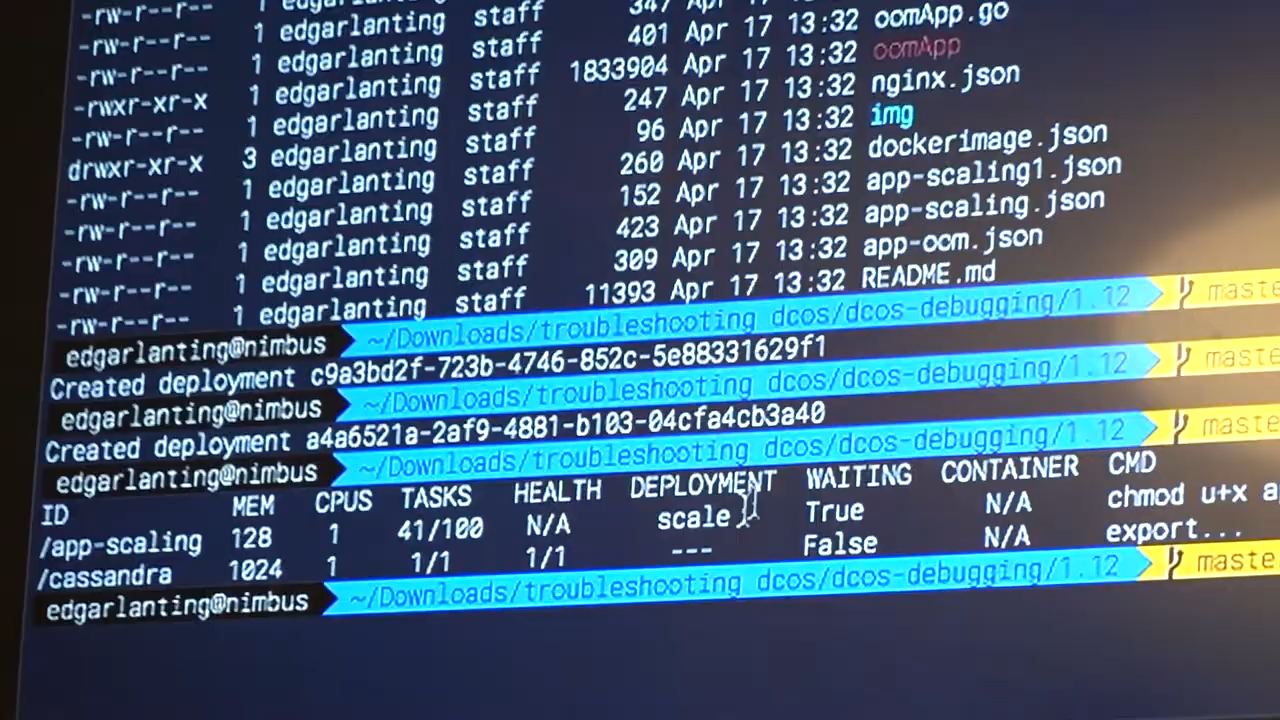 -rw-r--r-- 1 edgarlanting staff 347 Apr 17 13:32 oomApp.go
-rw-r--r-- 1 edgarlanting staff 401 Apr 17 13:32 oomApp
-rw-r--r-- 1 edgarlanting staff 1833904 Apr 17 13:32 nginx.json
-rwxr-xr-x 1 edgarlanting staff 247 Apr 17 13:32 img
-rw-r--r-- 1 edgarlanting staff 96 Apr 17 13:32 dockerimage.json
drwxr-xr-x 3 edgarlanting staff 260 Apr 17 13:32 app-scaling1.json
-rw-r--r-- 1 edgarlanting staff 152 Apr 17 13:32 app-scaling.json
-rw-r--r-- 1 edgarlanting staff 423 Apr 17 13:32 app-oom.json
-rw-r--r-- 1 edgarlanting staff 309 Apr 17 13:32 README.md
-rw-r--r-- 1 edgarlanting staff 11393 Apr 17 13:32
-rw-r--r-- 1 edgarlanting staff
edgarlanting@nimbus ~/Downloads/troubleshooting dcos/dcos-debugging/1.12 maste
Created deployment c9a3bd2f-723b-4746-852c-5e88331629f1
edgarlanting@nimbus ~/Downloads/troubleshooting dcos/dcos-debugging/1.12 maste
Created deployment a4a6521a-2af9-4881-b103-04cfa4cb3a40
edgarlanting@nimbus ~/Downloads/troubleshooting dcos/dcos-debugging/1.12 maste
ID MEM CPUS TASKS HEALTH DEPLOYMENT WAITING CONTAINER CMD
/app-scaling 128 1 41/100 N/A scale True N/A chmod u+x a
/cassandra 1024 1 1/1 1/1 --- False N/A export...
edgarlanting@nimbus ~/Downloads/troubleshooting dcos/dcos-debugging/1.12 maste